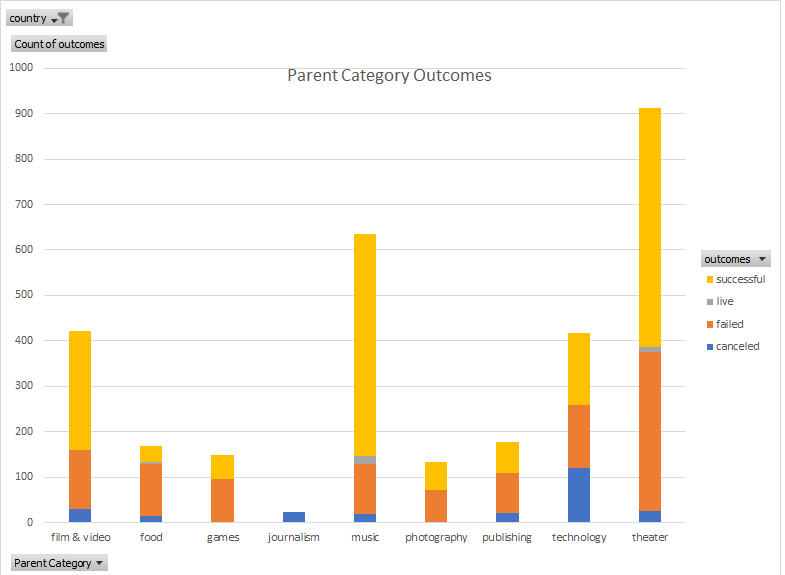 country
Count of outcomes
Parent Category Outcomes
1000
900
800
700
600
500
400
300
200
100
0
film & video food games journalism music photography publishing technology theater
outcomes
successful
live
failed
canceled
Parent Category